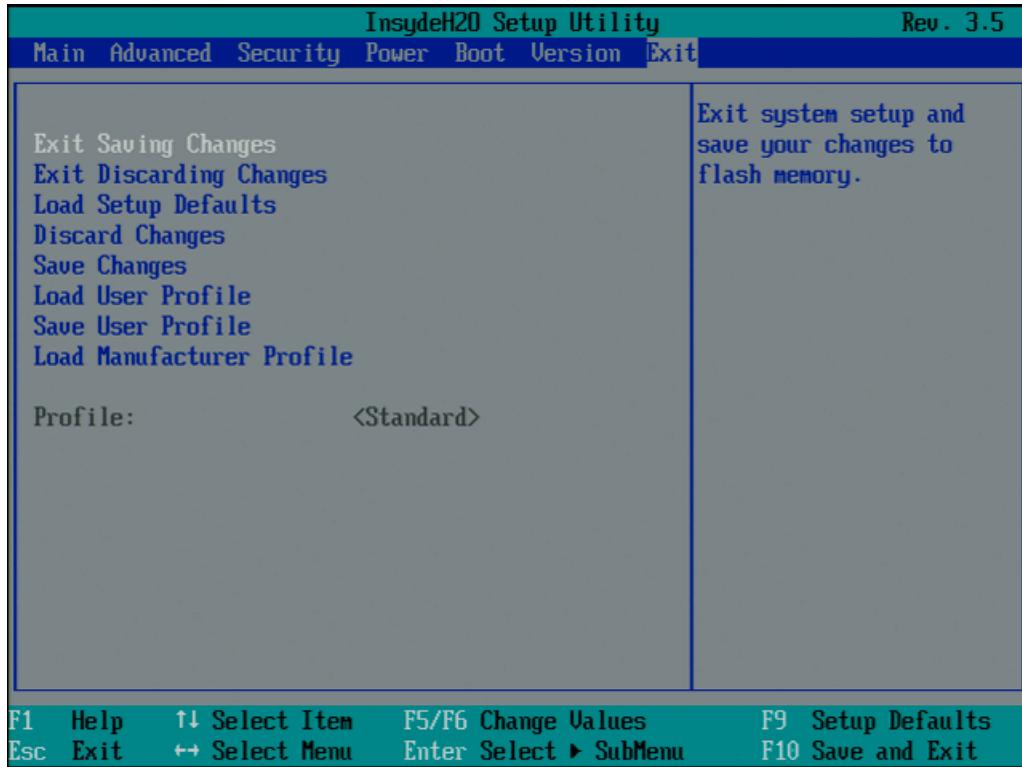 InsydeH2O Setup Utility Rev. 3.5
Main Advanced Security Power Boot Version Exit
Exit Saving Changes
Exit Discarding Changes
Load Setup Defaults
Discard Changes
Save Changes
Load User Profile
Save User Profile
Load Manufacturer Profile
Profile: <Standard>
Exit system setup and
save your changes to
flash memory.
F1 Help ↑↓ Select Item F5/F6 Change Values F9 Setup Defaults
Esc Exit ↔ Select Menu Enter Select ▶ SubMenu F10 Save and Exit